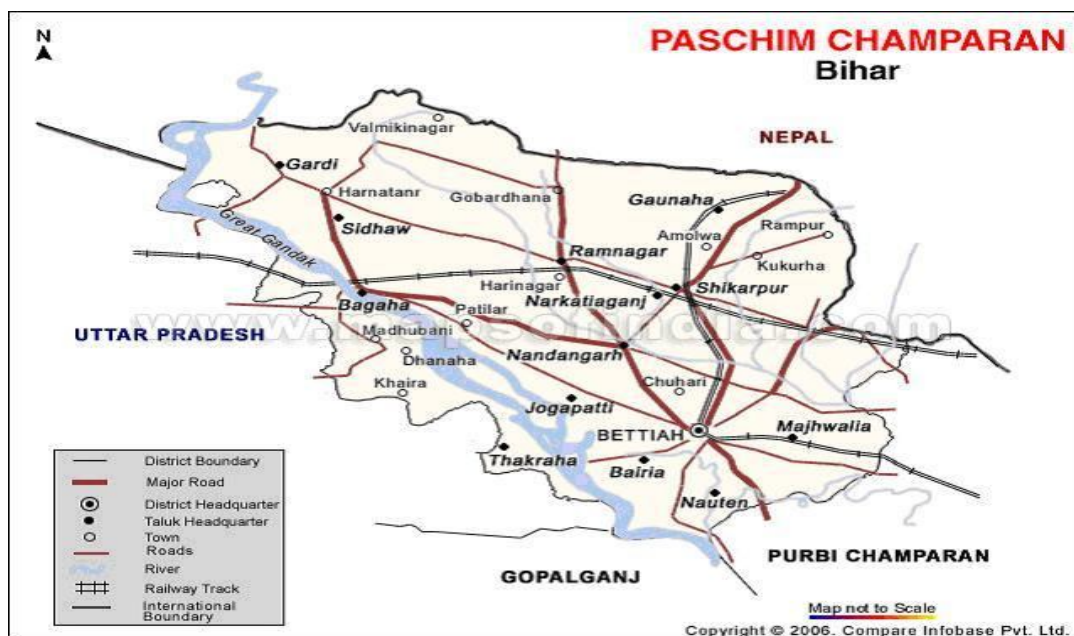 N
PASCHIM CHAMPARAN
Bihar
NEPAL
Valmikinagar
Gardi
Harnatanr
Gobardhana
Gaunaha
Sidhaw
Great Gandak
Amolwa
Rampur
Ramnagar
Kukurha
Harinagar
Shikarpur
Bagaha
Narkatiaganj
Patilar
www.mapsofindia.com
UTTAR PRADESH
Madhubani
Dhanaha
Nandangarh
Khaira
Chuhari
Jogapatti
BETTIAH
Majhwalia
Thakraha
Bairia
Nauten
District Boundary
Major Road
District Headquarter
Taluk Headquarter
Town
Roads
River
Railway Track
International
Boundary
GOPALGANJ
PURBI CHAMPARAN
Map not to Scale
Copyright © 2006. Compare Infobase Pvt. Ltd.